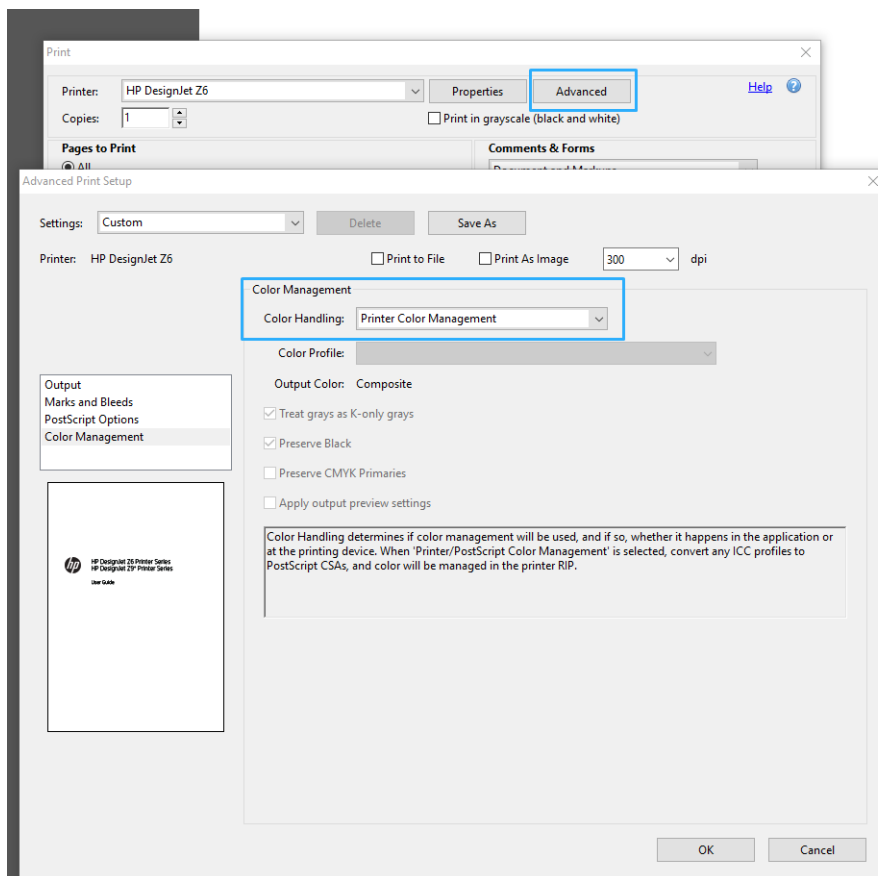 Print
Printer: HP DesignJet Z6 Properties Advanced Help ?
Copies: 1 Print in grayscale (black and white)
Pages to Print Comments & Forms
All Document and Markups
Advanced Print Setup
Settings: Custom Delete Save As
Printer: HP DesignJet Z6 Print to File Print As Image 300 dpi
Color Management
Color Handling: Printer Color Management
Color Profile:
Output Color: Composite
Treat grays as K-only grays
Preserve Black
Preserve CMYK Primaries
Apply output preview settings
Output
Marks and Bleeds
PostScript Options
Color Management
Color Handling determines if color management will be used, and if so, whether it happens in the application or
at the printing device. When 'Printer/PostScript Color Management' is selected, convert any ICC profiles to
PostScript CSAs, and color will be managed in the printer RIP.
hp
HP DesignJet Z6 Printer Series
HP DesignJet Z9⁺ Printer Series
User Guide
OK Cancel